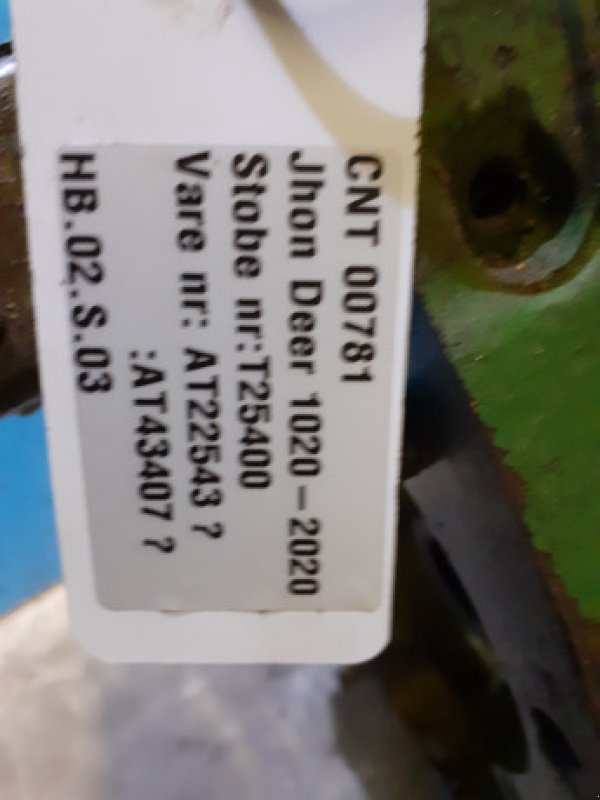 CNT 00781
Jhon Deer 1020-2020
Stobe nr:T25400
Vare nr: AT22543 ?
:AT43407 ?
HB.02.S.03